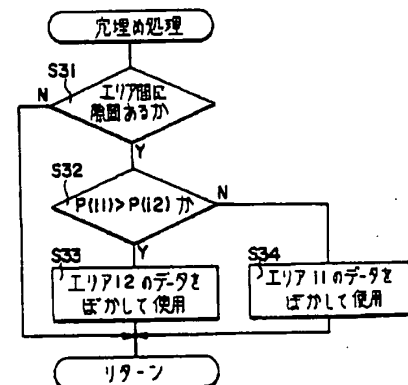 穴埋め処理
S31
エリア間に
隙間あるか
N
Y
S32
P(i1)>P(i2)か
N
Y
S33
エリア12のデータを
ぼかして使用
S34
エリア11のデータを
ぼかして使用
リターン